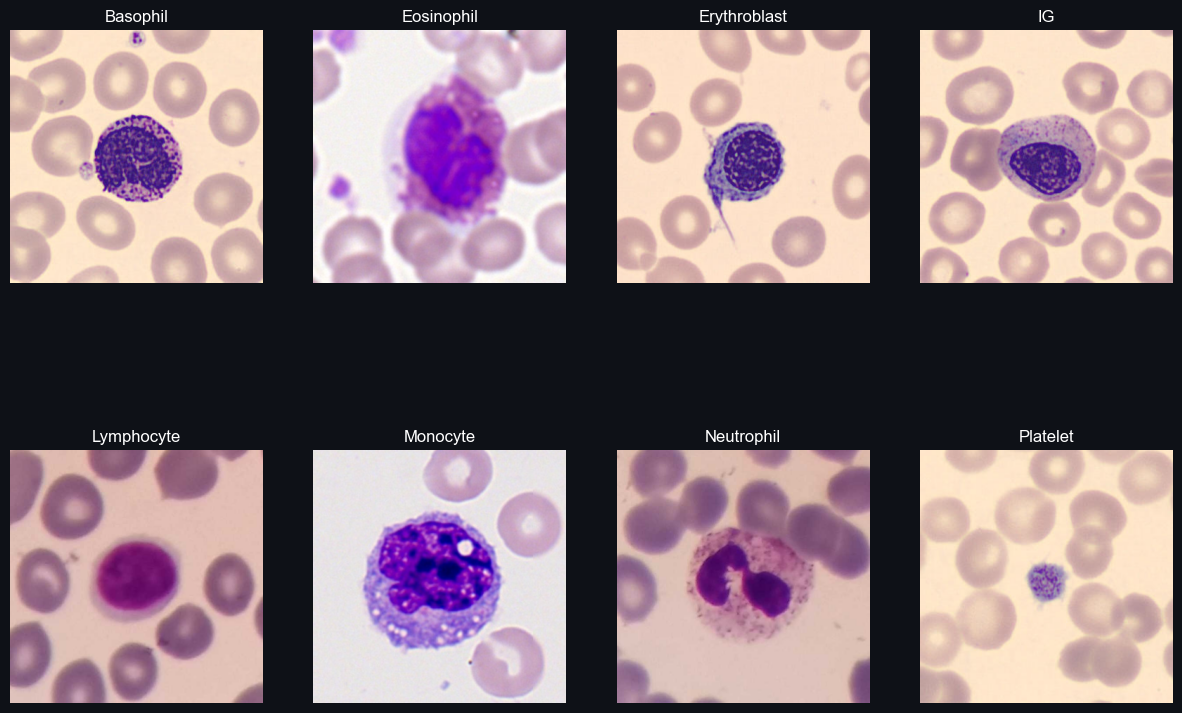 Basophil
Eosinophil
Erythroblast
IG
Lymphocyte
Monocyte
Neutrophil
Platelet